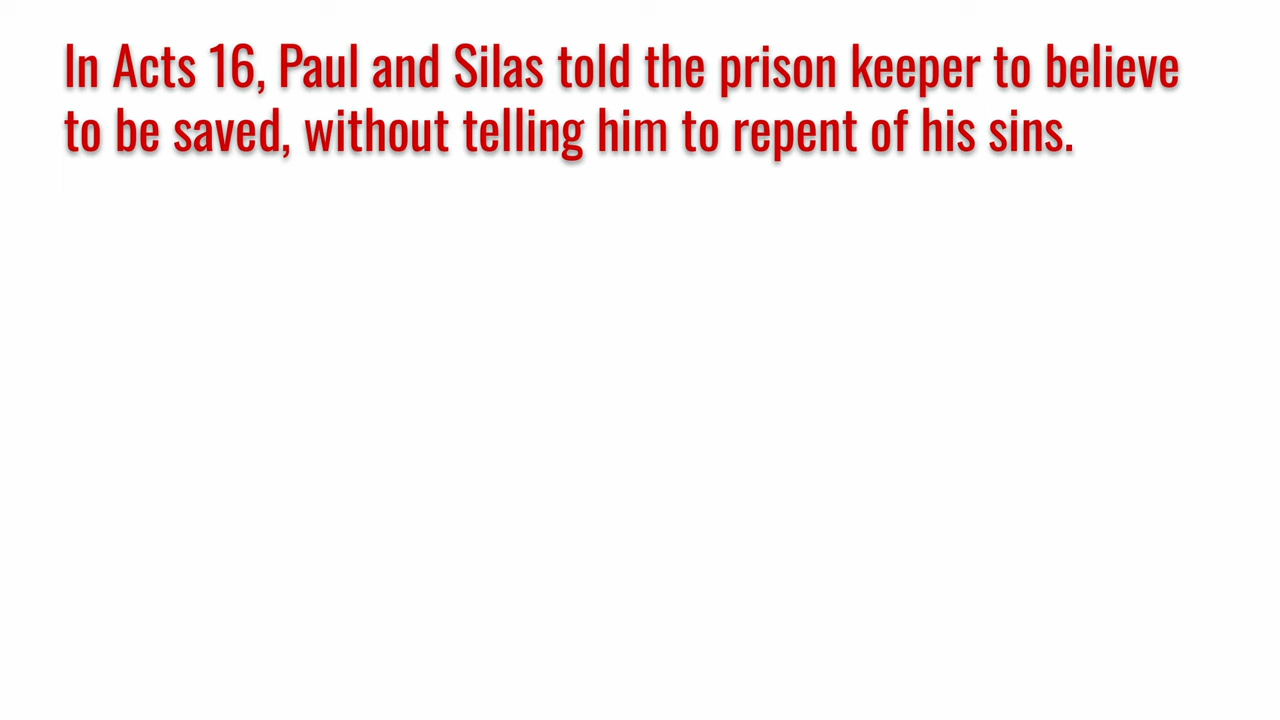 In Acts 16, Paul and Silas told the prison keeper to believe
to be saved, without telling him to repent of his sins.